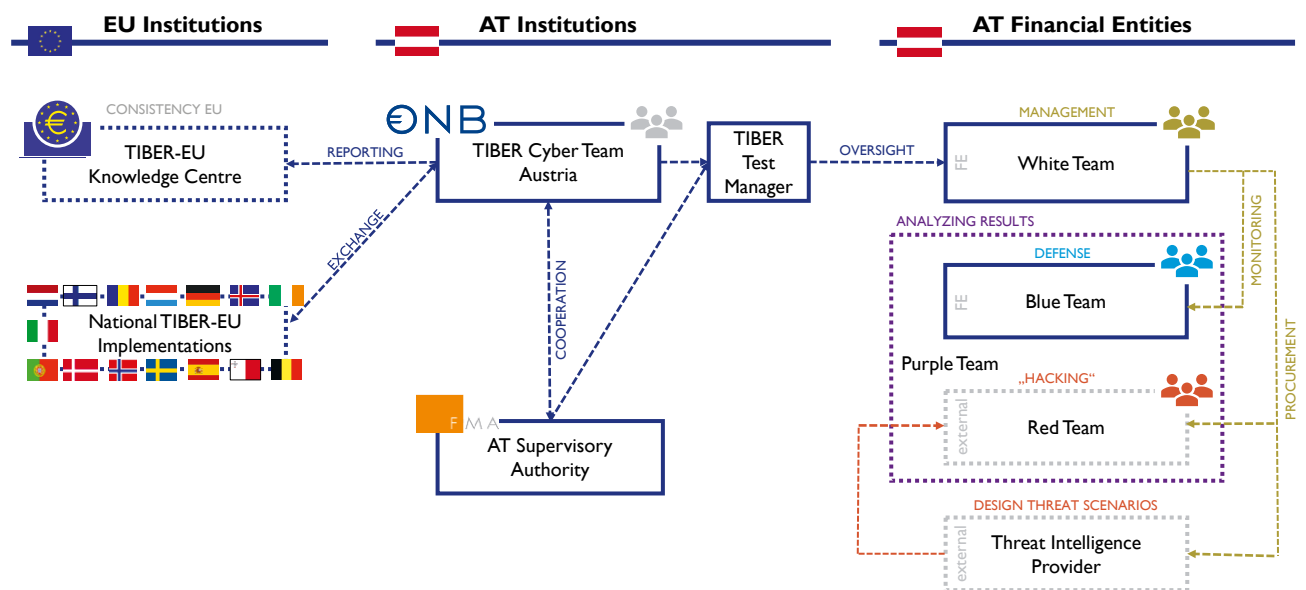 EU Institutions
AT Institutions
AT Financial Entities
CONSISTENCY EU
TIBER-EU
Knowledge Centre
REPORTING
EXCHANGE
National TIBER-EU
Implementations
€NB
TIBER Cyber Team
Austria
COOPERATION
FMA
AT Supervisory
Authority
TIBER
Test
Manager
OVERSIGHT
MANAGEMENT
FE
White Team
MONITORING
PROCUREMENT
ANALYZING RESULTS
DEFENSE
FE
Blue Team
Purple Team
„HACKING“
external
Red Team
DESIGN THREAT SCENARIOS
external
Threat Intelligence
Provider